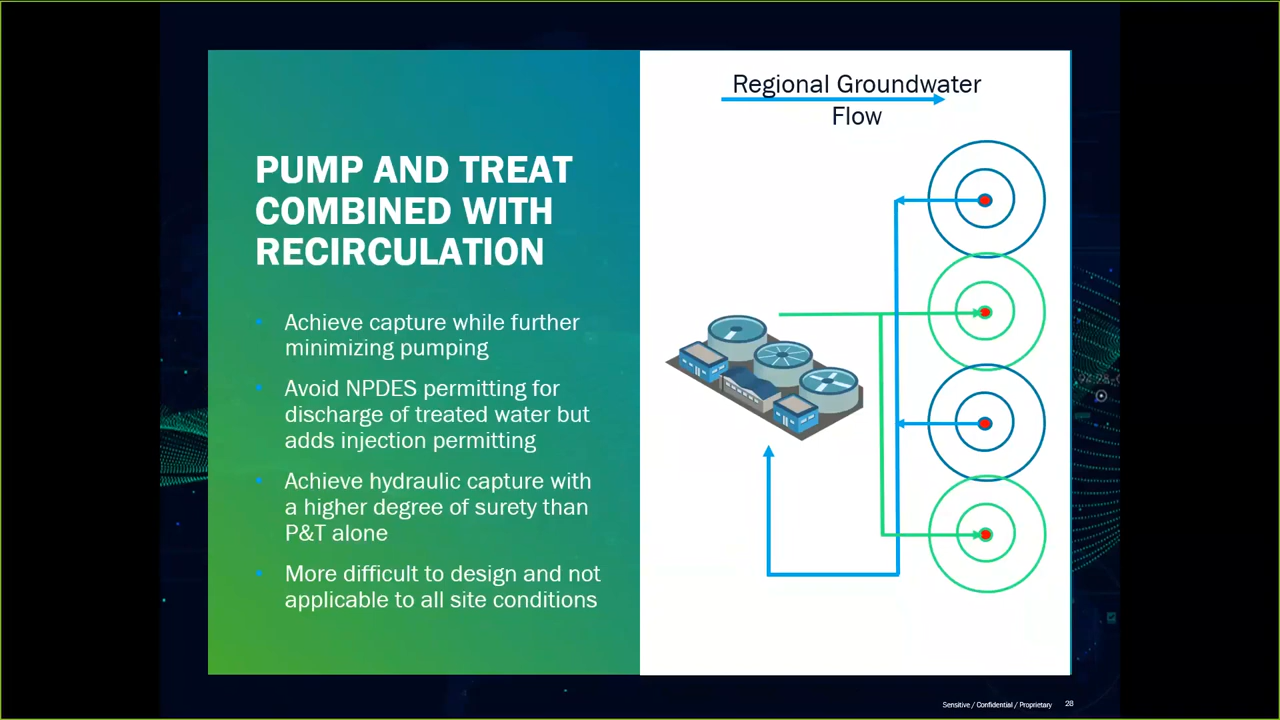 PUMP AND TREAT
COMBINED WITH
RECIRCULATION
Achieve capture while further
minimizing pumping
Avoid NPDES permitting for
discharge of treated water but
adds injection permitting
Achieve hydraulic capture with
a higher degree of surety than
P&T alone
More difficult to design and not
applicable to all site conditions
Regional Groundwater
Flow
Sensitive / Confidential / Proprietary
28